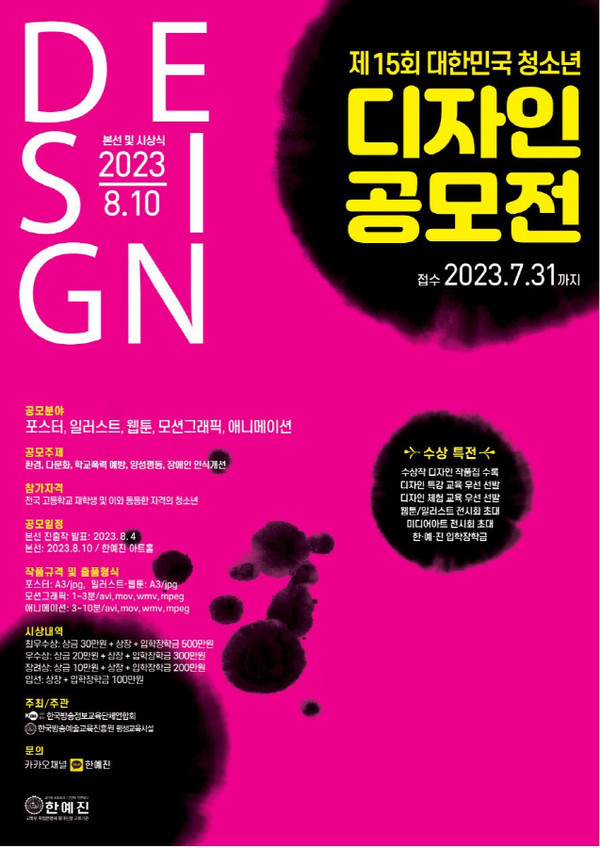 DE
SI
GN
본선 및 시상식
2023
8.10
제15회 대한민국 청소년
디자인
공모전
접수 2023.7.31까지
공모분야
포스터, 일러스트, 웹툰, 모션그래픽, 애니메이션
공모주제
환경, 다문화, 학교폭력 예방, 양성평등, 장애인 인식개선
참가자격
전국 고등학교 재학생 및 이와 동등한 자격의 청소년
공모일정
본선 진출작 발표: 2023. 8. 4
본선: 2023.8.10 / 한예진 아트홀
작품규격 및 출품형식
포스터: A3/jpg, 일러스트·웹툰: A3/jpg
모션그래픽: 1~3분/avi, mov, wmv, mpeg
애니메이션: 3~10분/avi, mov, wmv, mpeg
시상내역
최우수상: 상금 30만원 + 상장 + 입학장학금 500만원
우수상: 상금 20만원 + 상장 + 입학장학금 300만원
장려상: 상금 10만원 + 상장 + 입학장학금 200만원
입선: 상장 + 입학장학금 100만원
주최/주관
한국방송정보교육단체연합회
한국방송예술교육진흥원 평생교육시설
문의
카카오채널 한예진
한예진
수상 특전
수상작 디자인 작품집 수록
디자인 특강 교육 우선 선발
디자인 체험 교육 우선 선발
웹툰/일러스트 전시회 초대
미디어아트 전시회 초대
한·예·진 입학장학금